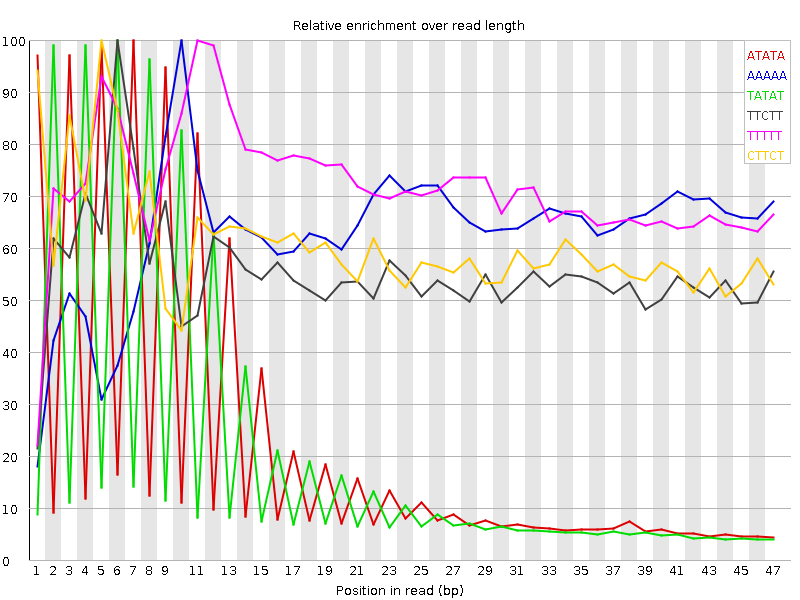 Relative enrichment over read length
100
90
80
70
60
50
40
30
20
10
0
ATATA
AAAAA
TATAT
TTCTT
TTTTT
CTTCT
1 2 3 4 5 6 7 8 9 11 13 15 17 19 21 23 25 27 29 31 33 35 37 39 41 43 45 47
Position in read (bp)